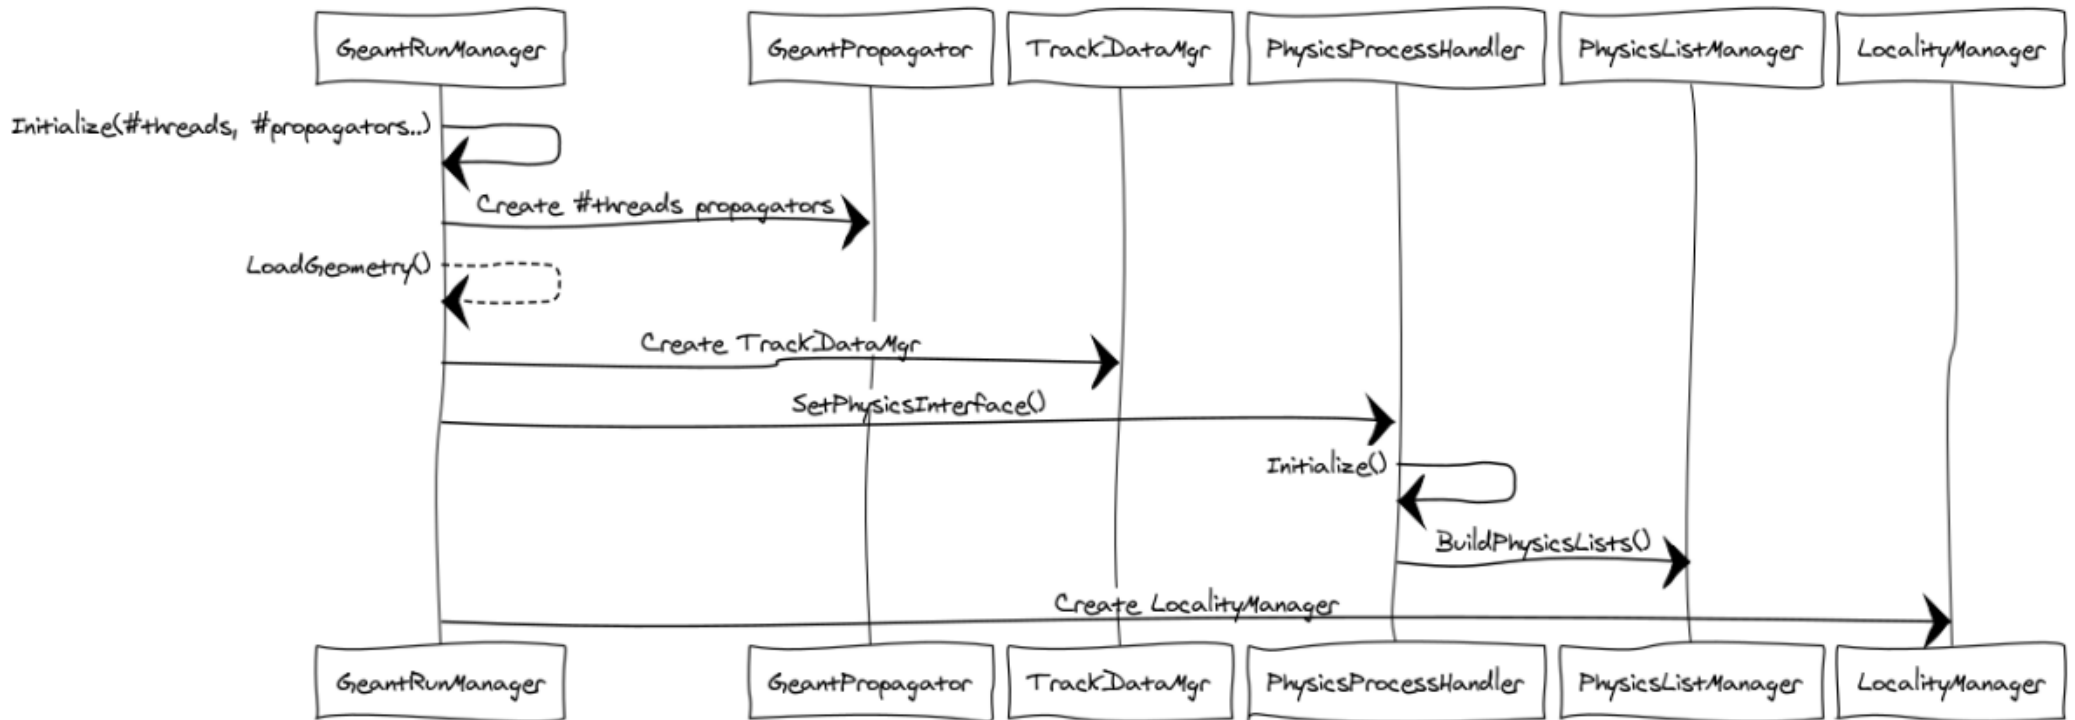 GeantRunManager
GeantPropagator
TrackDataMgr
PhysicsProcessHandler
PhysicsListManager
LocalityManager
Initialize(#threads, #propagators..)
Create #threads propagators
LoadGeometry()
Create TrackDataMgr
SetPhysicsInterface()
Initialize()
BuildPhysicsLists()
Create LocalityManager
GeantRunManager
GeantPropagator
TrackDataMgr
PhysicsProcessHandler
PhysicsListManager
LocalityManager